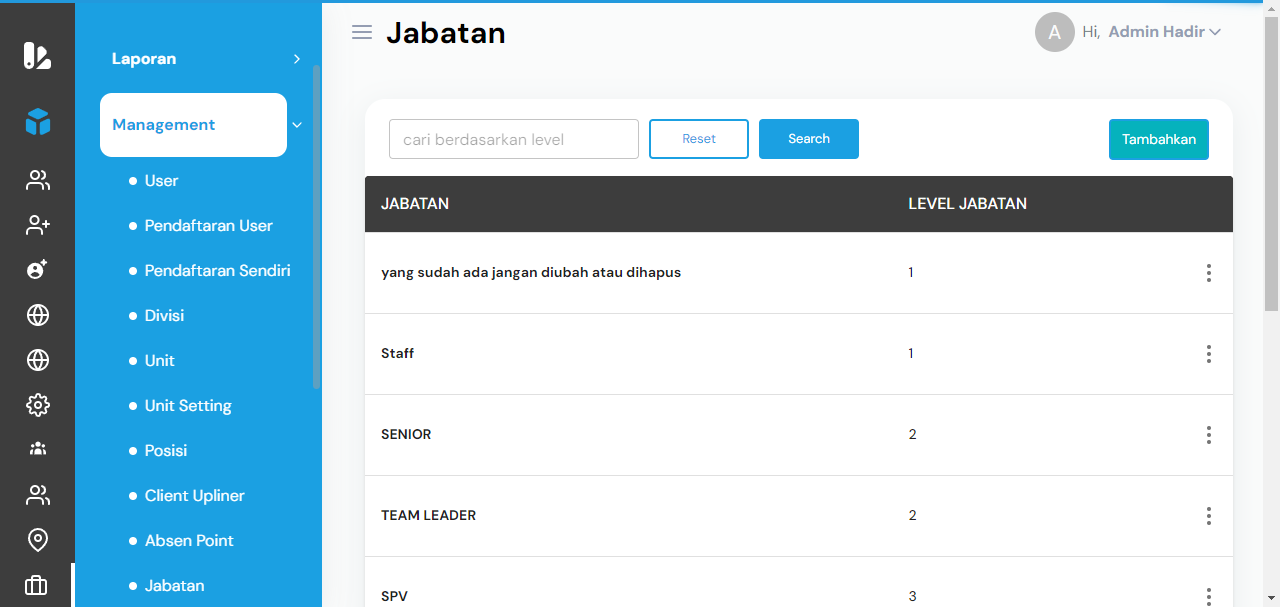 Jabatan
A Hi, Admin Hadir
Laporan
Management
User
Pendaftaran User
Pendaftaran Sendiri
Divisi
Unit
Unit Setting
Posisi
Client Upliner
Absen Point
Jabatan
cari berdasarkan level Reset Search Tambahkan
JABATAN LEVEL JABATAN
yang sudah ada jangan diubah atau dihapus 1
Staff 1
SENIOR 2
TEAM LEADER 2
SPV 3